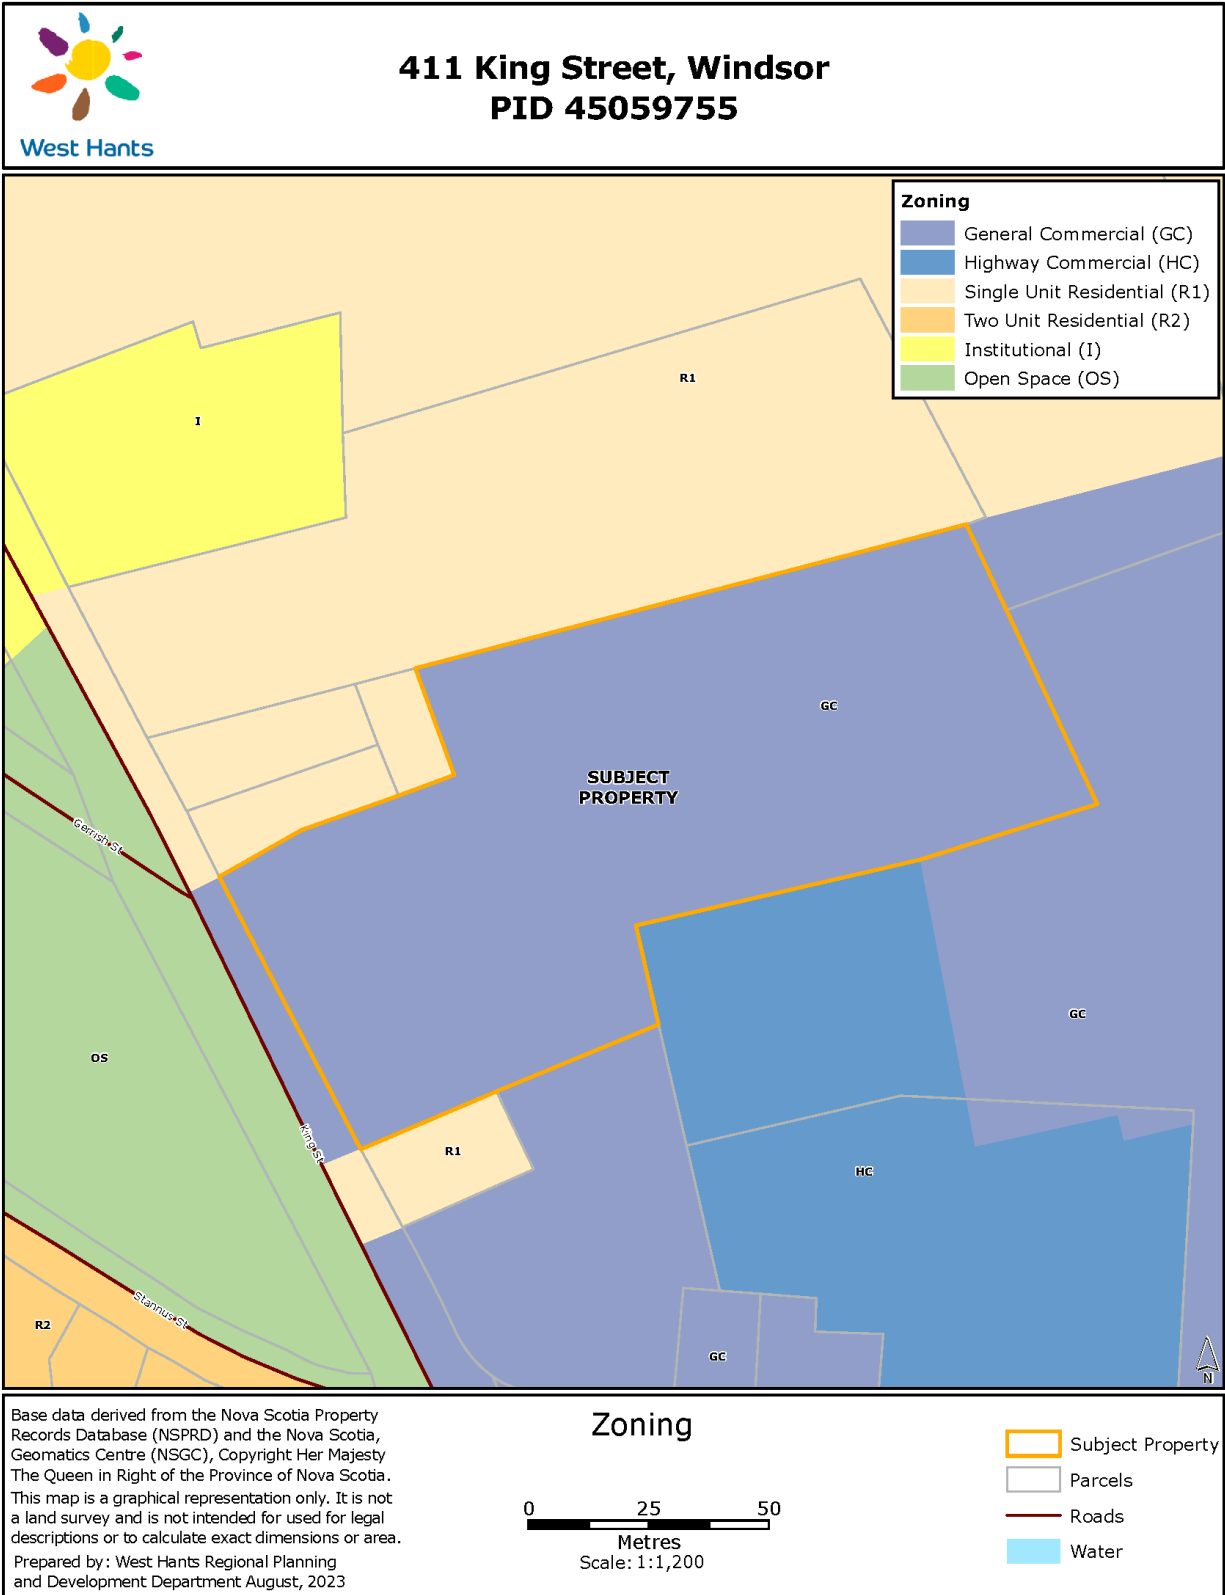 West Hants
411 King Street, Windsor
PID 45059755
Zoning
General Commercial (GC)
Highway Commercial (HC)
Single Unit Residential (R1)
Two Unit Residential (R2)
Institutional (I)
Open Space (OS)
R1
I
GC
SUBJECT
PROPERTY
Gerrish St
GC
OS
King St
R1
HC
Stannus St
R2
GC
N
Base data derived from the Nova Scotia Property
Records Database (NSPRD) and the Nova Scotia,
Geomatics Centre (NSGC), Copyright Her Majesty
The Queen in Right of the Province of Nova Scotia.
This map is a graphical representation only. It is not
a land survey and is not intended for used for legal
descriptions or to calculate exact dimensions or area.
Prepared by: West Hants Regional Planning
and Development Department August, 2023
Zoning
0 25 50
Metres
Scale: 1:1,200
Subject Property
Parcels
Roads
Water